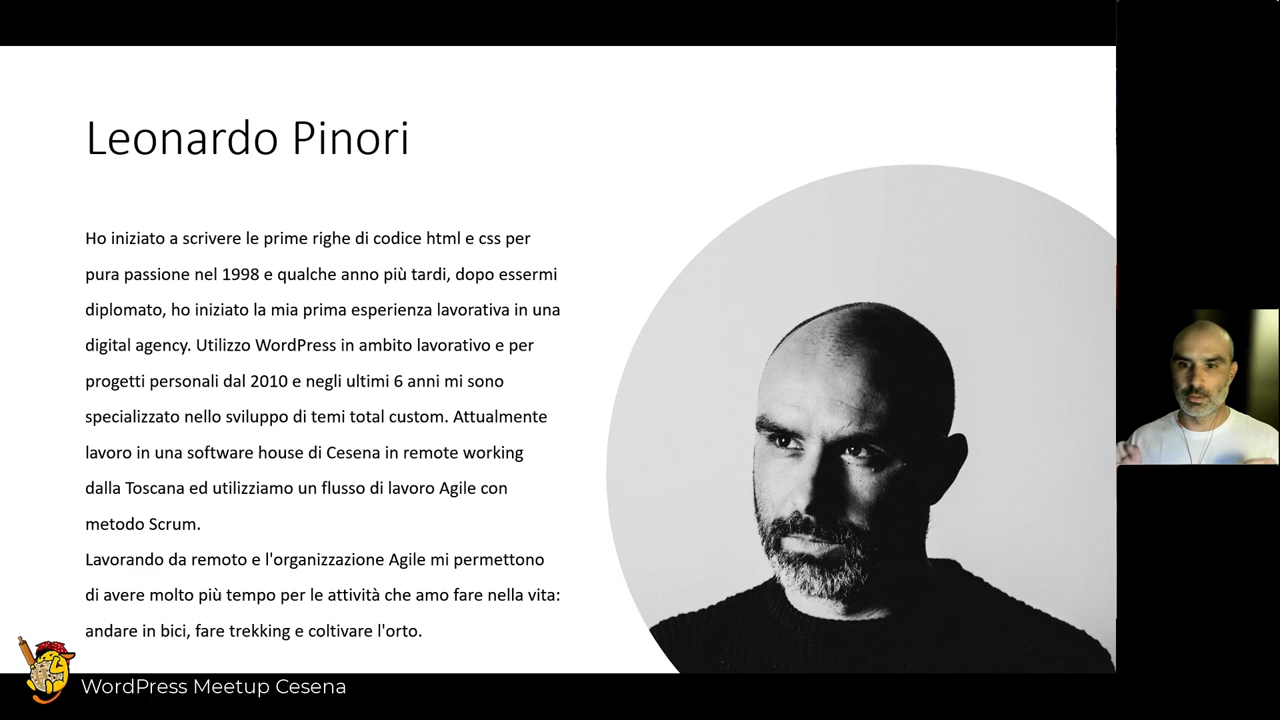 Leonardo Pinori
Ho iniziato a scrivere le prime righe di codice html e css per
pura passione nel 1998 e qualche anno più tardi, dopo essermi
diplomato, ho iniziato la mia prima esperienza lavorativa in una
digital agency. Utilizzo WordPress in ambito lavorativo e per
progetti personali dal 2010 e negli ultimi 6 anni mi sono
specializzato nello sviluppo di temi total custom. Attualmente
lavoro in una software house di Cesena in remote working
dalla Toscana ed utilizziamo un flusso di lavoro Agile con
metodo Scrum.
Lavorando da remoto e l'organizzazione Agile mi permettono
di avere molto più tempo per le attività che amo fare nella vita:
andare in bici, fare trekking e coltivare l'orto.
WordPress Meetup Cesena